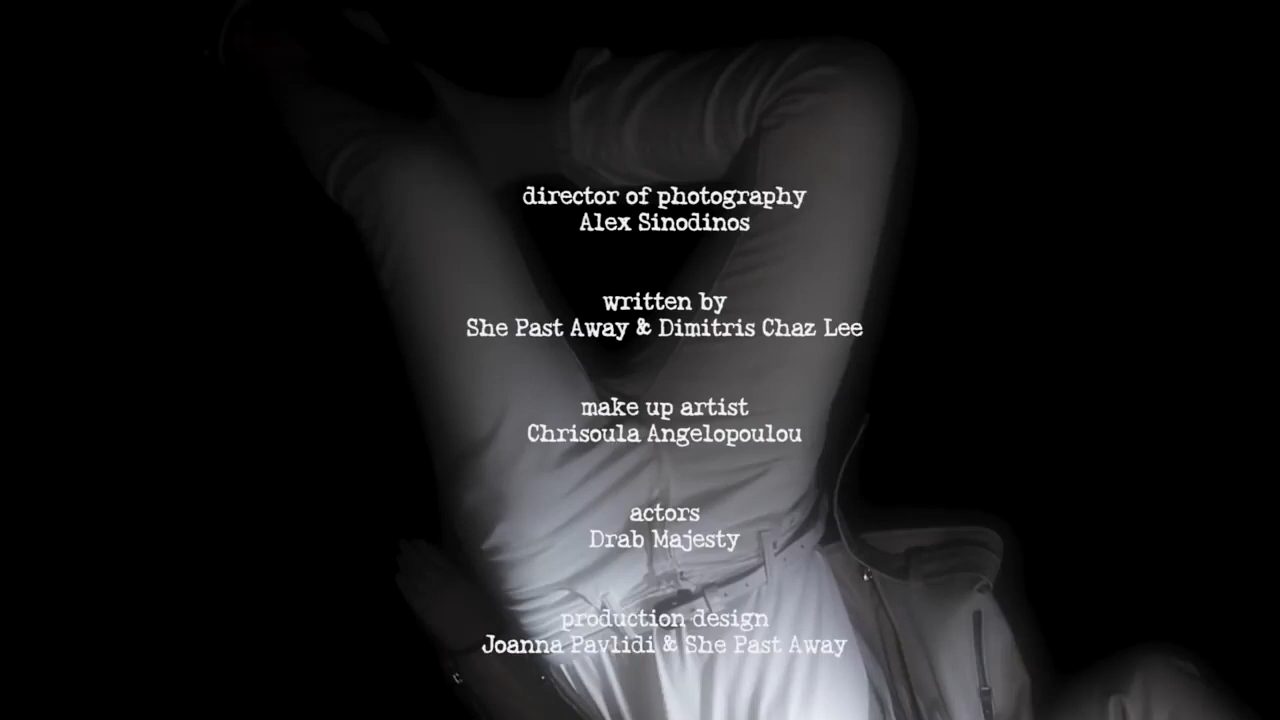 director of photography
Alex Sinodinos
written by
She Past Away & Dimitris Chaz Lee
make up artist
Chrisoula Angelopoulou
actors
Drab Majesty
production design
Joanna Pavlidi & She Past Away